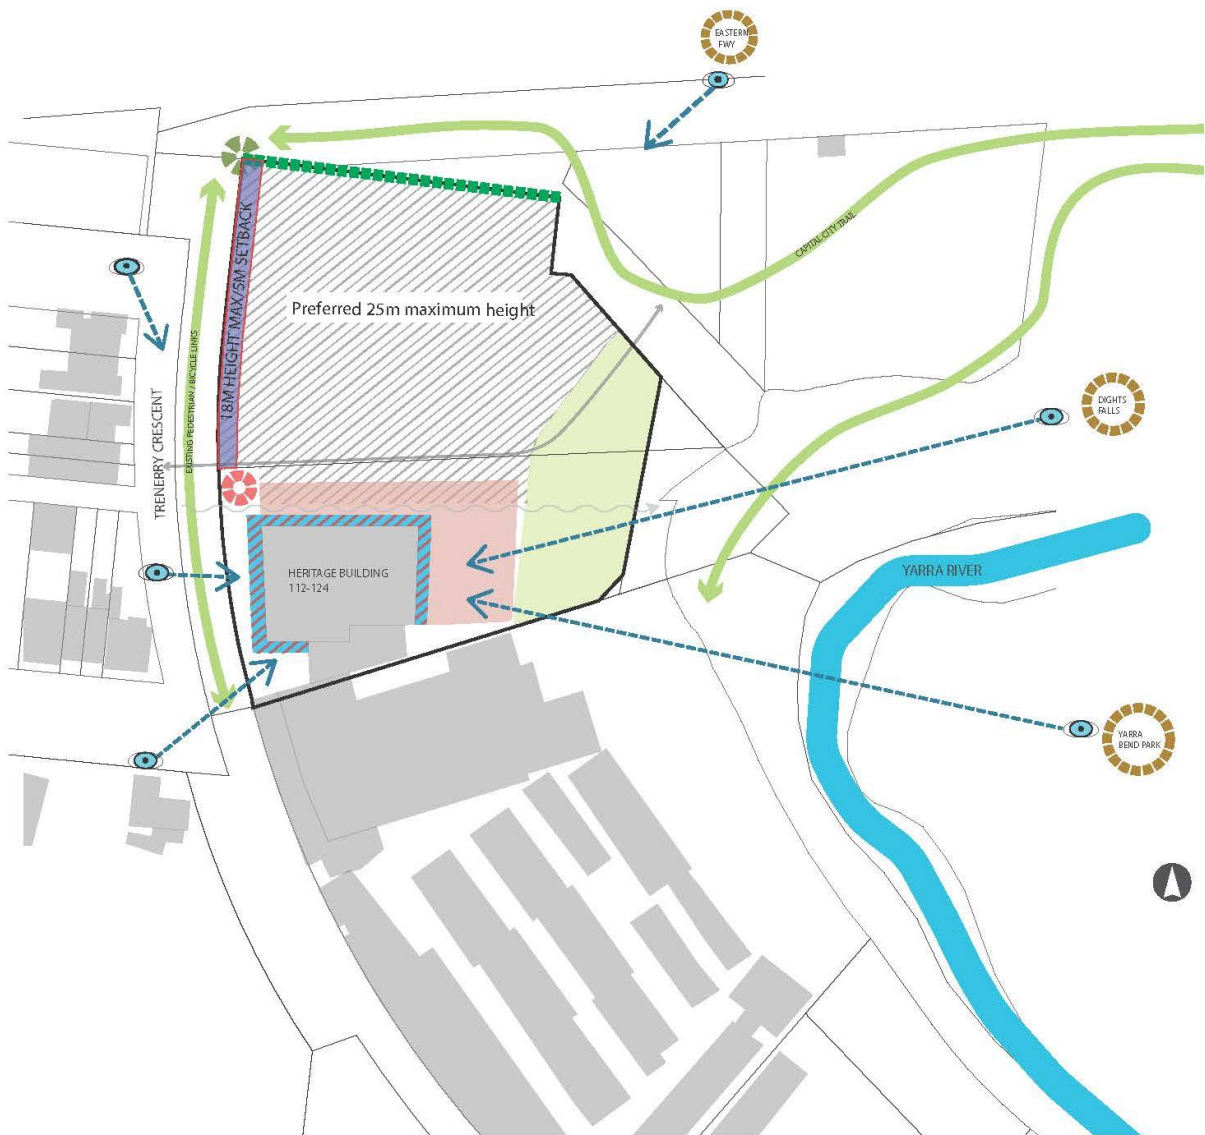 EASTERN
FWY
CAPITAL CITY TRAIL
18M HEIGHT MAX/5M SETBACK
Preferred 25m maximum height
EXISTING PEDESTRIAN / BICYCLE LINKS
TRENERRY CRESCENT
DIGHTS
FALLS
HERITAGE BUILDING
112-124
YARRA RIVER
YARRA
BEND PARK